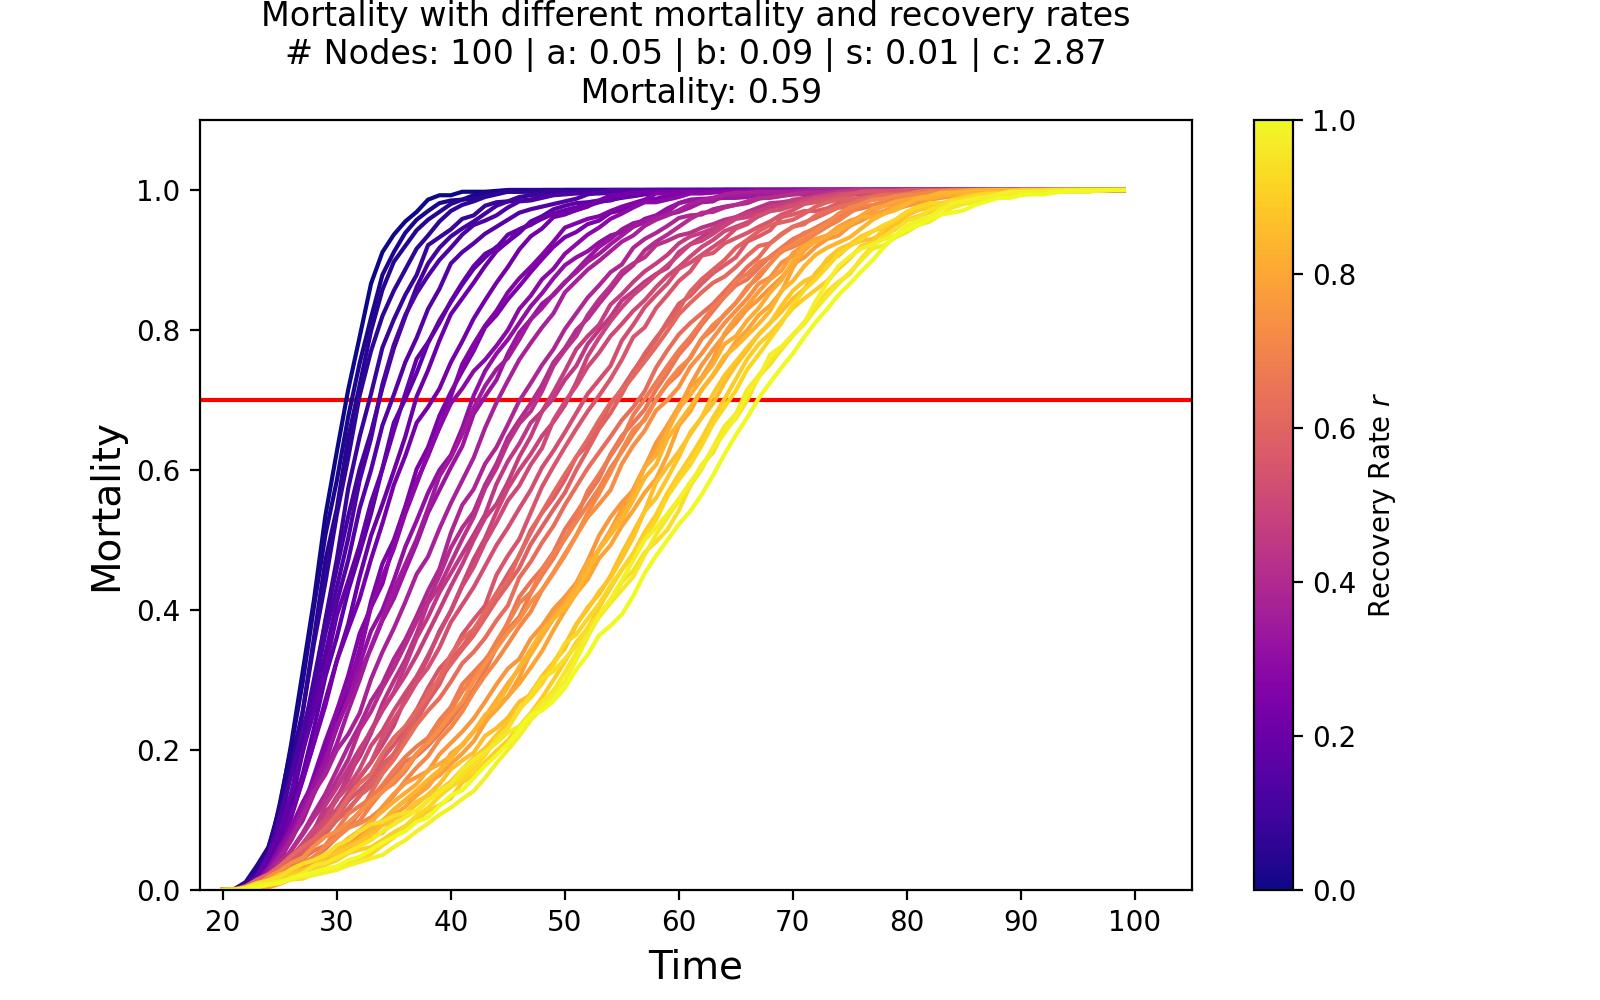 Mortality with different mortality and recovery rates
# Nodes: 100 | a: 0.05 | b: 0.09 | s: 0.01 | c: 2.87
Mortality: 0.59
Mortality
1.0
0.8
0.6
0.4
0.2
0.0
20 30 40 50 60 70 80 90 100
Time
1.0
0.8
0.6
0.4
0.2
0.0
Recovery Rate r